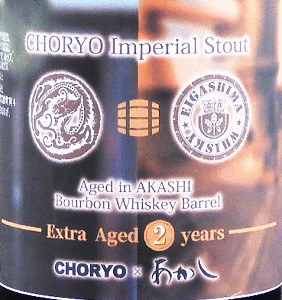 CHORYO Imperial Stout
EIGASHIMA
WHISKY
Aged in AKASHI
Bourbon Whiskey Barrel
Extra Aged 2 years
CHORYO × あかし